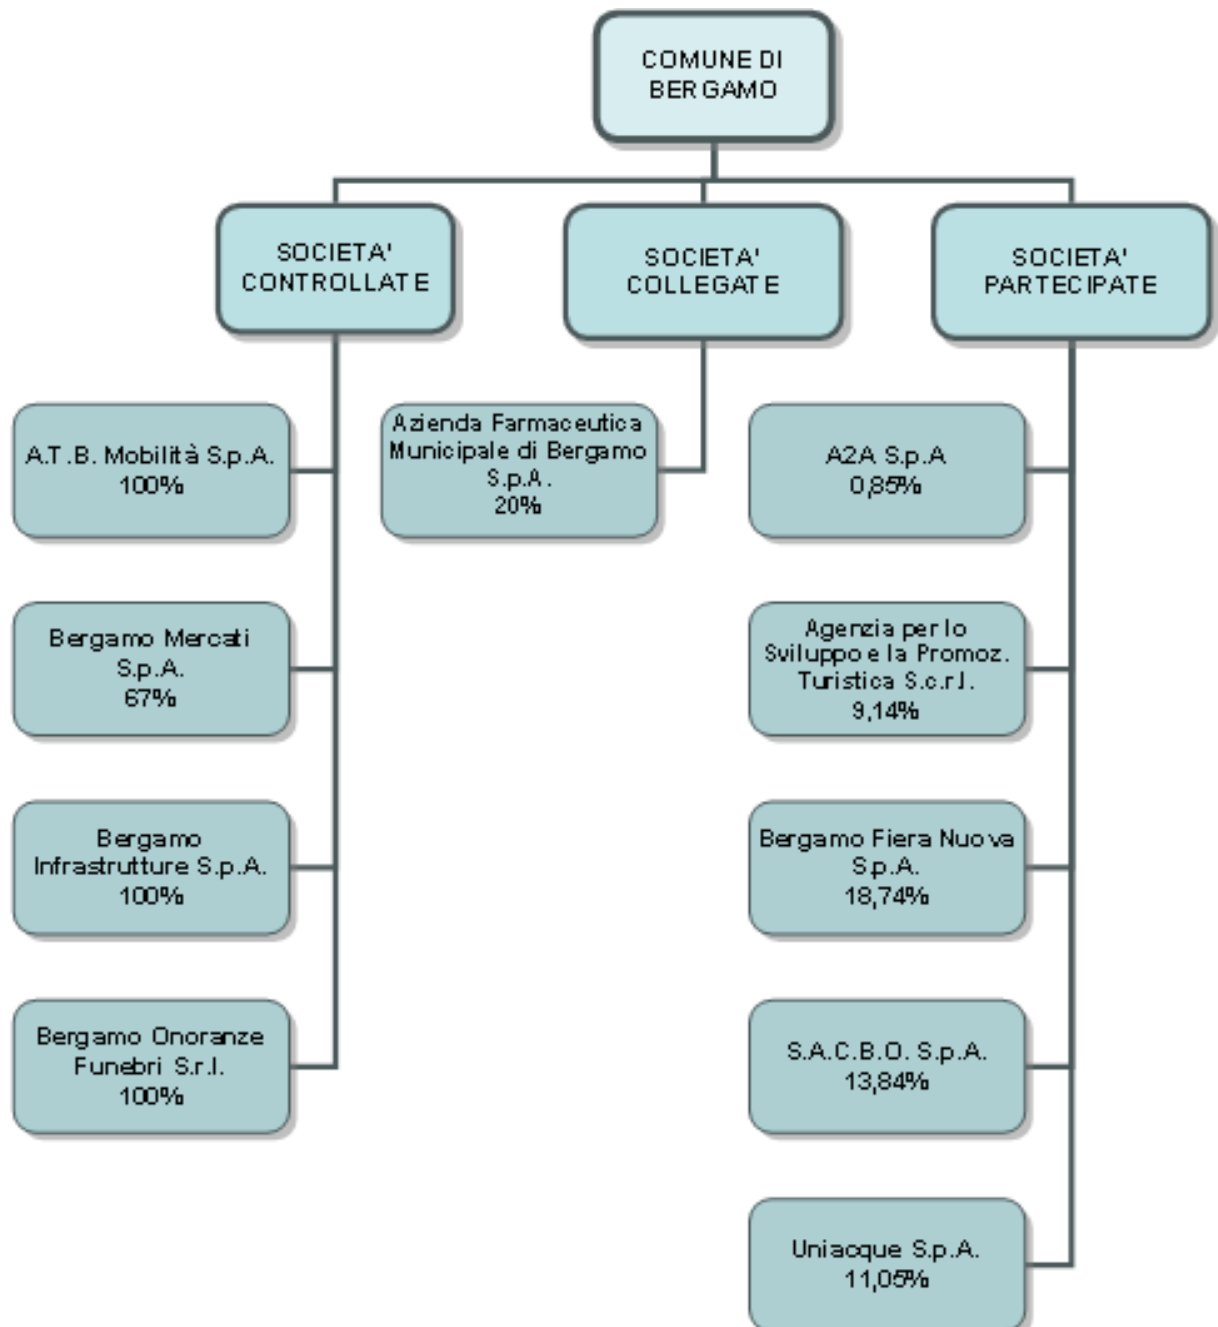 COMUNE DI
BERGAMO
SOCIETA'
CONTROLLATE
SOCIETA'
COLLEGATE
SOCIETA'
PARTECIPATE
A.T.B. Mobilità S.p.A.
100%
Bergamo Mercati
S.p.A.
67%
Bergamo
Infrastrutture S.p.A.
100%
Bergamo Onoranze
Funebri S.r.l.
100%
Azienda Farmaceutica
Municipale di Bergamo
S.p.A.
20%
A2A S.p.A
0,85%
Agenzia per lo
Sviluppo e la Promoz.
Turistica S.c.r.l.
9,14%
Bergamo Fiera Nuova
S.p.A.
18,74%
S.A.C.B.O. S.p.A.
13,84%
Uniacque S.p.A.
11,05%